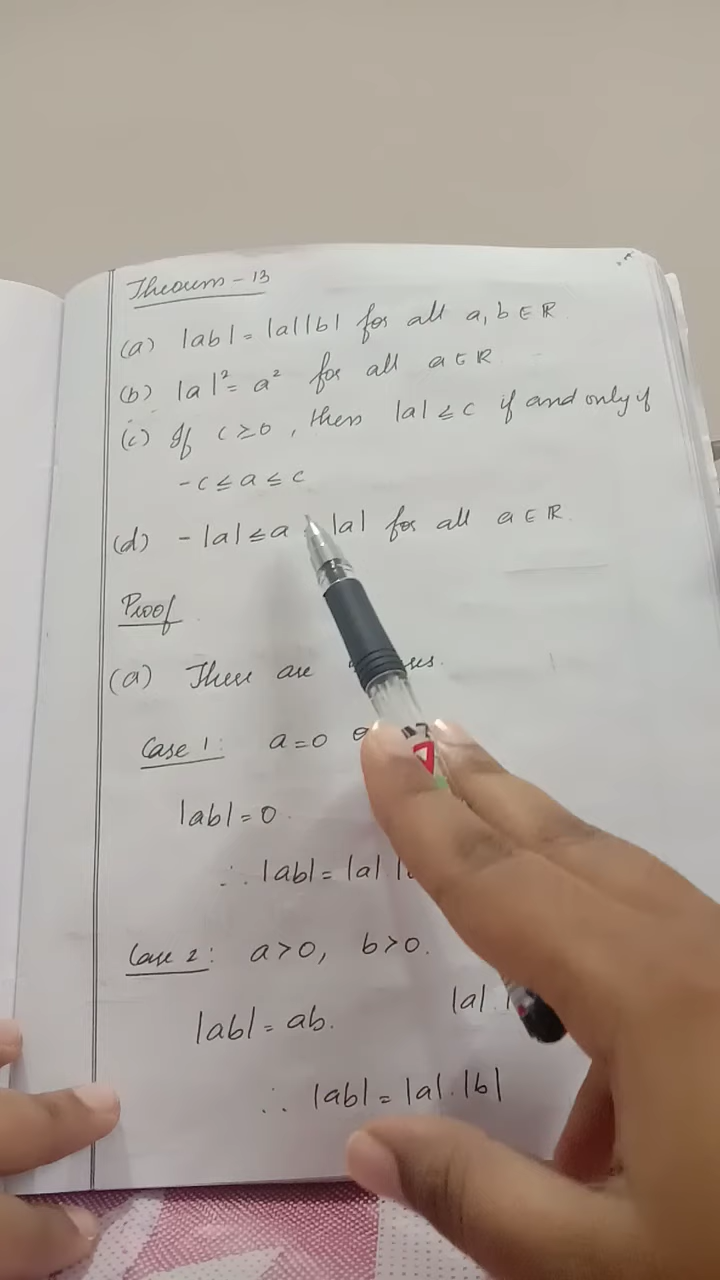 Theorem - 13
(a) |ab| = |a||b| for all a, b ∈ R
(b) |a|² = a² for all a ∈ R
(c) If c ≥ 0, then |a| ≤ c if and only if
-c ≤ a ≤ c
(d) - |a| ≤ a |a| for all a ∈ R.
Proof
(a) There are
Case 1: a = 0
|ab| = 0
∴ |ab| = |a|
Case 2: a > 0, b > 0.
|ab| = ab. |a|.
∴ |ab| = |a|.|b|